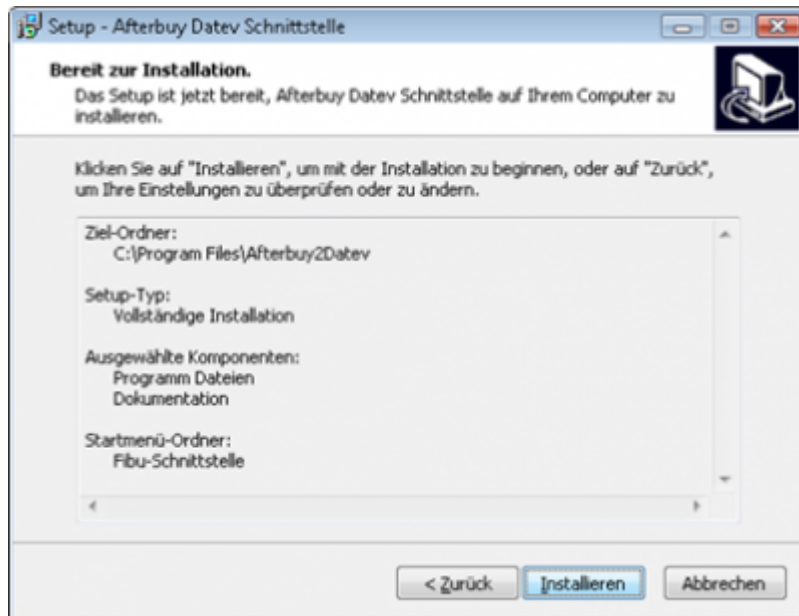 Setup - Afterbuy Datev Schnittstelle
Bereit zur Installation.
Das Setup ist jetzt bereit, Afterbuy Datev Schnittstelle auf Ihrem Computer zu
installieren.
Klicken Sie auf "Installieren", um mit der Installation zu beginnen, oder auf "Zurück",
um Ihre Einstellungen zu überprüfen oder zu ändern.
Ziel-Ordner:
C:\Program Files\Afterbuy2Datev
Setup-Typ:
Vollständige Installation
Ausgewählte Komponenten:
Programm Dateien
Dokumentation
Startmenü-Ordner:
Fibu-Schnittstelle
< Zurück Installieren Abbrechen